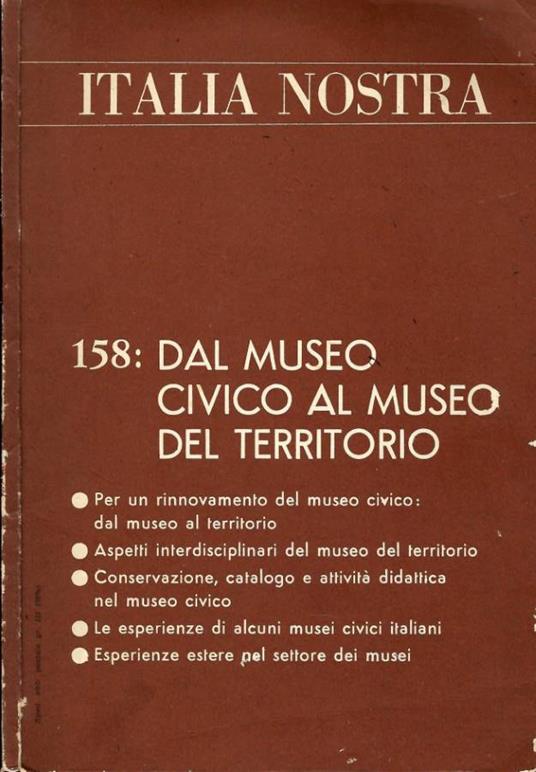 ITALIA NOSTRA
158: DAL MUSEO
CIVICO AL MUSEO
DEL TERRITORIO
● Per un rinnovamento del museo civico:
dal museo al territorio
● Aspetti interdisciplinari del museo del territorio
● Conservazione, catalogo e attività didattica
nel museo civico
● Le esperienze di alcuni musei civici italiani
● Esperienze estere nel settore dei musei